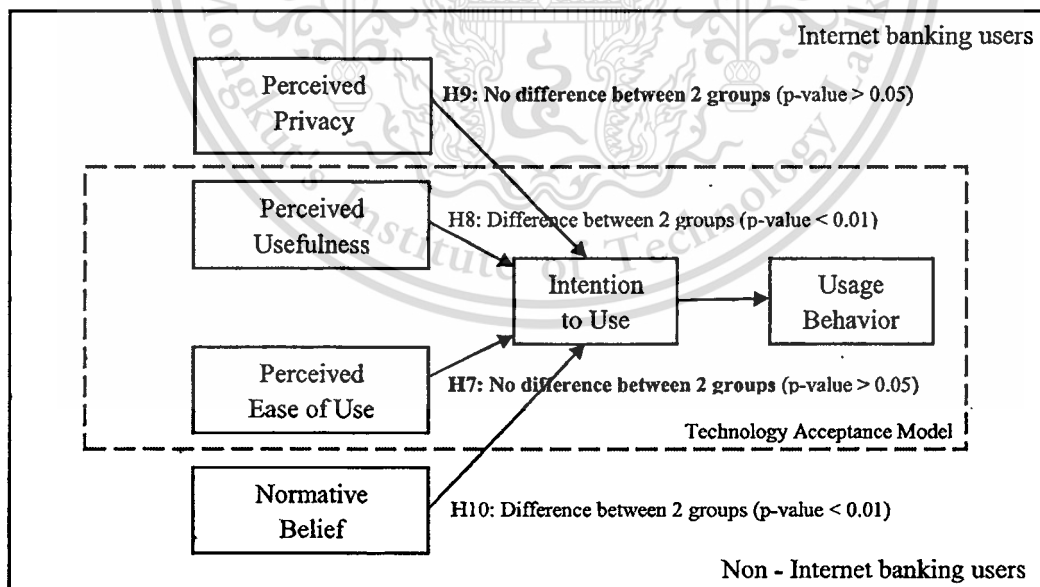 Internet banking users
Perceived
Privacy
H9: No difference between 2 groups (p-value > 0.05)
Perceived
Usefulness
H8: Difference between 2 groups (p-value < 0.01)
Intention
to Use
Usage
Behavior
Perceived
Ease of Use
H7: No difference between 2 groups (p-value > 0.05)
Technology Acceptance Model
Normative
Belief
H10: Difference between 2 groups (p-value < 0.01)
Non - Internet banking users
Institute of Technology